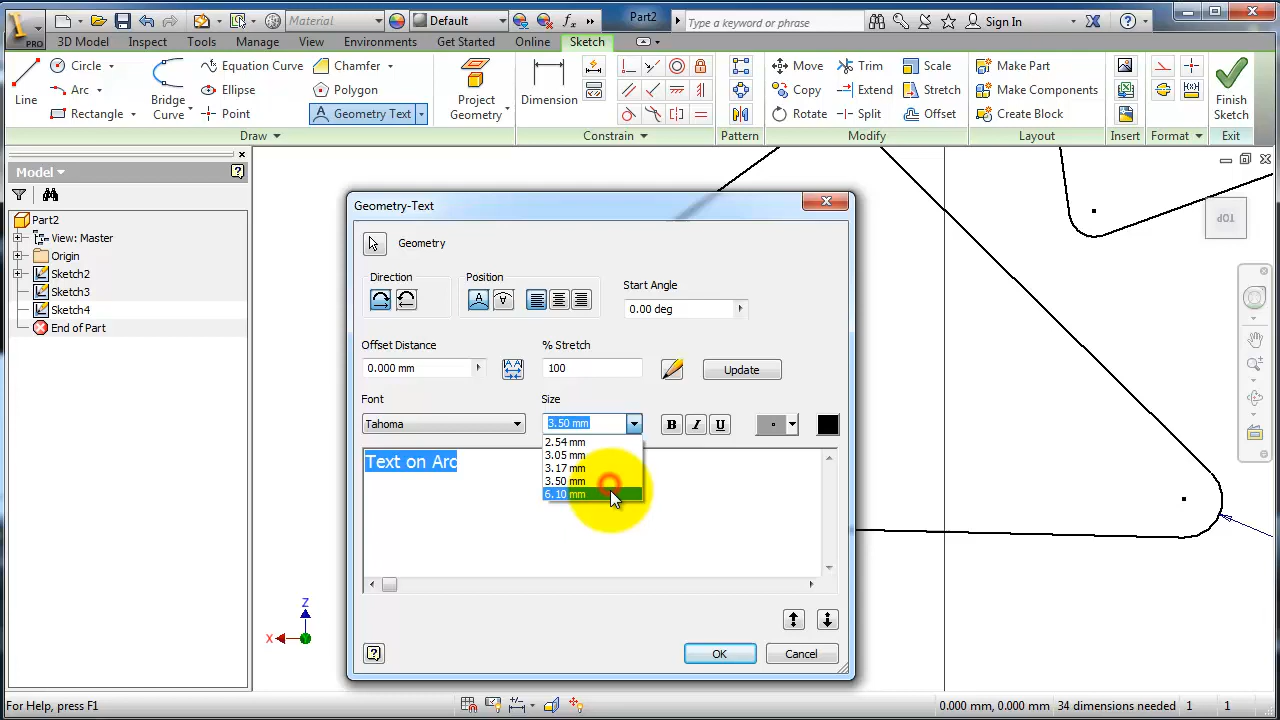 Material
Default
Part2
Type a keyword or phrase
Sign In
PRO
3D Model
Inspect
Tools
Manage
View
Environments
Get Started
Online
Sketch
Line
Circle
Arc
Rectangle
Bridge Curve
Equation Curve
Ellipse
Point
Chamfer
Polygon
Geometry Text
Project Geometry
Dimension
Move
Copy
Rotate
Trim
Extend
Split
Scale
Stretch
Offset
Make Part
Make Components
Create Block
Finish Sketch
Draw
Constrain
Pattern
Modify
Layout
Insert
Format
Exit
Model
Part2
View: Master
Origin
Sketch2
Sketch3
Sketch4
End of Part
TOP
Geometry-Text
Geometry
Direction
Position
Start Angle
0.00 deg
Offset Distance
% Stretch
0.000 mm
100
Update
Font
Size
Tahoma
3.50 mm
B I U
2.54 mm
3.05 mm
3.17 mm
3.50 mm
6.10 mm
Text on Arc
OK
Cancel
Z
X
For Help, press F1
0.000 mm, 0.000 mm
34 dimensions needed
1
1